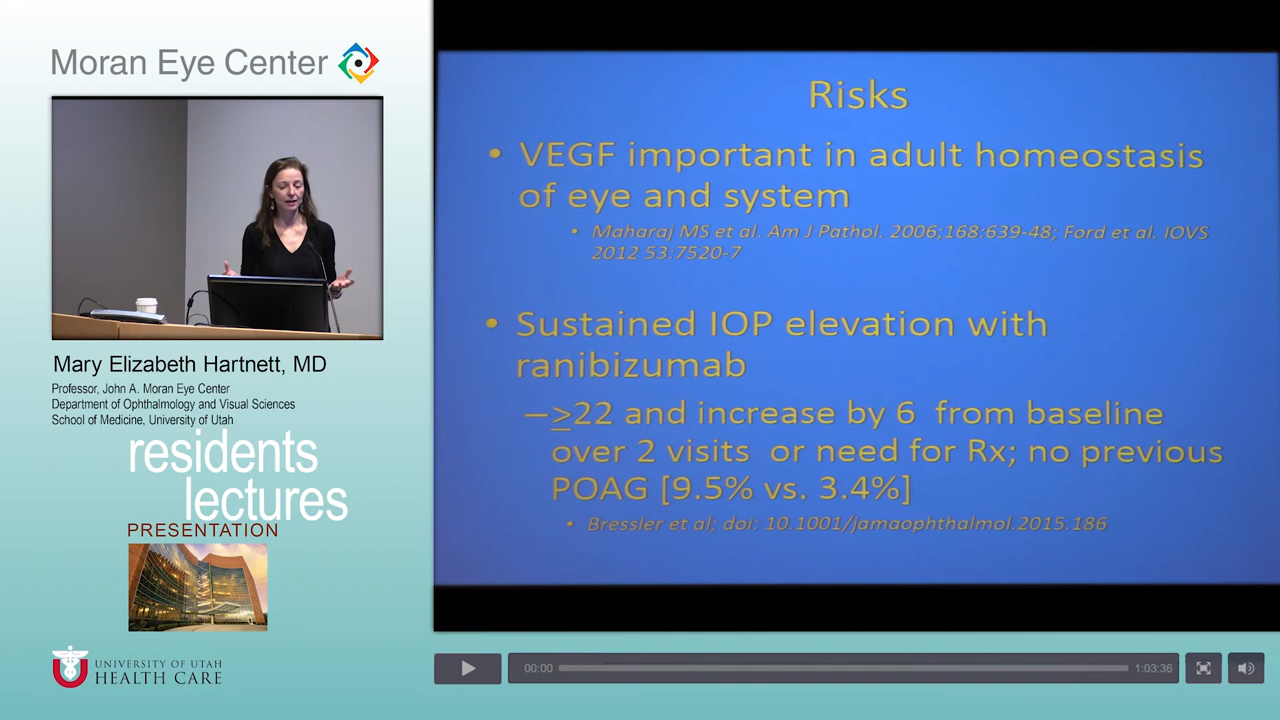 Moran Eye Center
Mary Elizabeth Hartnett, MD
Professor, John A. Moran Eye Center
Department of Ophthalmology and Visual Sciences
School of Medicine, University of Utah
residents
lectures
PRESENTATION
UNIVERSITY OF UTAH
HEALTH CARE
Risks
• VEGF important in adult homeostasis
of eye and system
• Maharaj MS et al. Am J Pathol. 2006;168:639-48; Ford et al. IOVS
2012 53:7520-7
• Sustained IOP elevation with
ranibizumab
–≥22 and increase by 6 from baseline
over 2 visits or need for Rx; no previous
POAG [9.5% vs. 3.4%]
• Bressler et al; doi: 10.1001/jamaophthalmol.2015.186
00:00
1:03:36